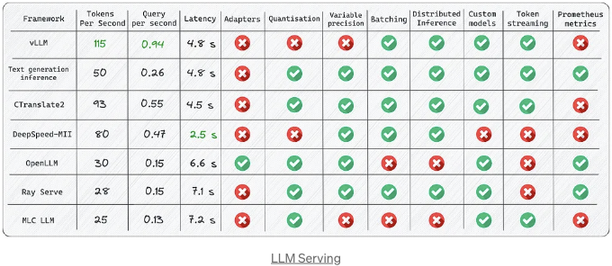 Framework Tokens Per Second Query per second Latency Adapters Quantisation Variable precision Batching Distributed Inference Custom models Token streaming Prometheus metrics
vLLM 115 0.94 4.8 s
Text generation inference 50 0.26 4.8 s
CTranslate2 93 0.55 4.5 s
DeepSpeed-MII 80 0.47 2.5 s
OpenLLM 30 0.15 6.6 s
Ray Serve 28 0.15 7.1 s
MLC LLM 25 0.13 7.2 s
LLM Serving